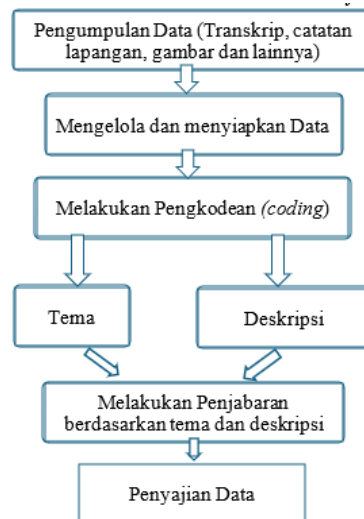 Pengumpulan Data (Transkrip, catatan
lapangan, gambar dan lainnya)
Mengelola dan menyiapkan Data
Melakukan Pengkodean (coding)
Tema
Deskripsi
Melakukan Penjabaran
berdasarkan tema dan deskripsi
Penyajian Data